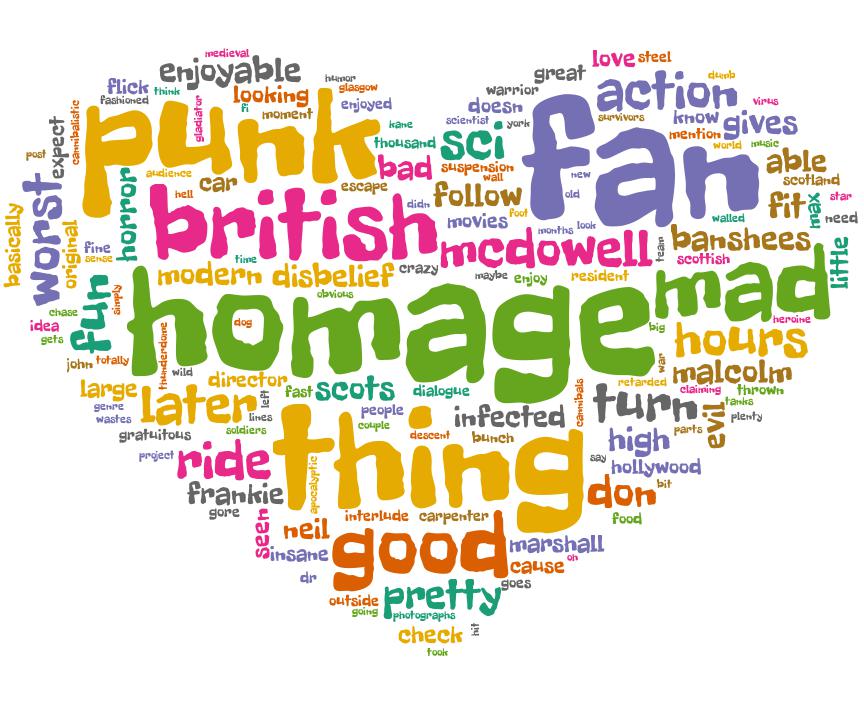 medieval
love steel
enjoyable
humor
great
dumb
flick think
glasgow
warrior
action
virus
fashioned
looking
enjoyed
doesn
survivors
know gives
gladiator
fi
moment
scientist
york
mention
punk
kane
sci
fan
world
music
expect
cannibalistic
thousand
bad
suspension
able
post
audience
car
escape
wall
new
scotland
horror
hell
follow
old
fit
max
star
worst
british
didn
foot
walled
need
basically
original
movies
months
look
fine
mcdowell
team
banshees
sense
time
crazy
scottish
little
modern disbelief
maybe
enjoy
resident
mad
obvious
simply
homage
chase
fun
dog
big
heroine
idea
gets
hours
thunderdome
john
totally
wild
war
malcolm
director
retarded
large
fast scots
dialogue
cannibals
claiming
thrown
later
left
turn
tanks
genre
people
infected
evil
wastes
lines
plenty
couple
gratuitous
soldiers
thing
descent
bunch
high
parts
project
ride
say
hollywood
apocalyptic
frankie
don
bit
gore
seen
interlude
carpenter
food
neil
good
marshall
insane
oh
cause
dr
goes
outside
pretty
going
photographs
check
hit
took